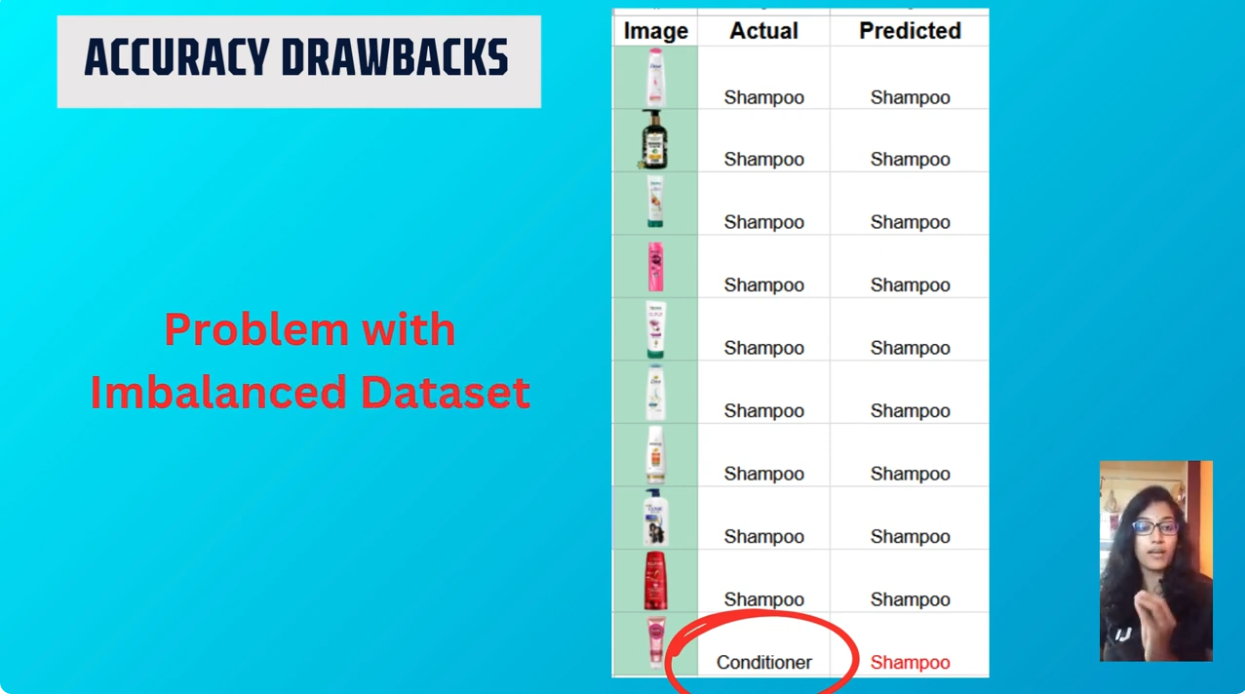 ACCURACY DRAWBACKS
Problem with
Imbalanced Dataset
Image Actual Predicted
Shampoo Shampoo
Shampoo Shampoo
Shampoo Shampoo
Shampoo Shampoo
Shampoo Shampoo
Shampoo Shampoo
Shampoo Shampoo
Shampoo Shampoo
Shampoo Shampoo
Conditioner Shampoo